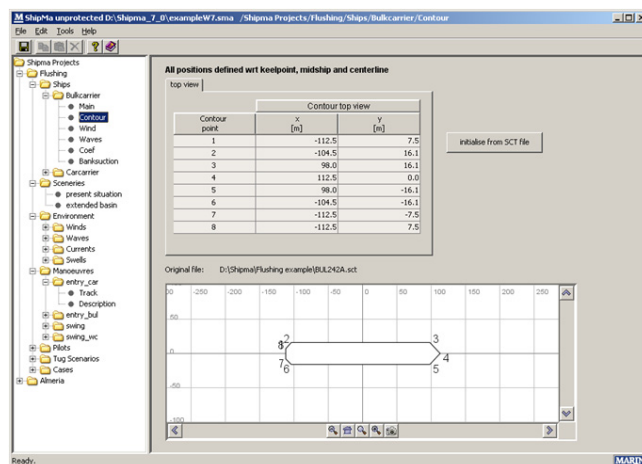 ShipMa unprotected D:\Shipma_7_0\exampleW7.sma /Shipma Projects/Flushing/Ships/Bulkcarrier/Contour
File Edit Tools Help
Shipma Projects
Flushing
Ships
Bulkcarrier
Main
Contour
Wind
Waves
Coef
Banksuction
Carcarrier
Sceneries
present situation
extended basin
Environment
Winds
Waves
Currents
Swells
Manoeuvres
entry_car
Track
Description
entry_bul
swing
swing_wc
Pilots
Tug Scenarios
Cases
Almeria
All positions defined wrt keelpoint, midship and centerline
top view
Contour top view
Contour point x [m] y [m]
1 -112.5 7.5
2 -104.5 16.1
3 98.0 16.1
4 112.5 0.0
5 98.0 -16.1
6 -104.5 -16.1
7 -112.5 -7.5
8 -112.5 7.5
initialise from SCT file
Original file: D:\Shipma\Flushing example\BUL242A.sct
00 -250 -200 -150 -100 -50 0 50 100 150 200 250
50
0
-50
-100
2 3
8 4
7
6 5
Ready.
MARIN